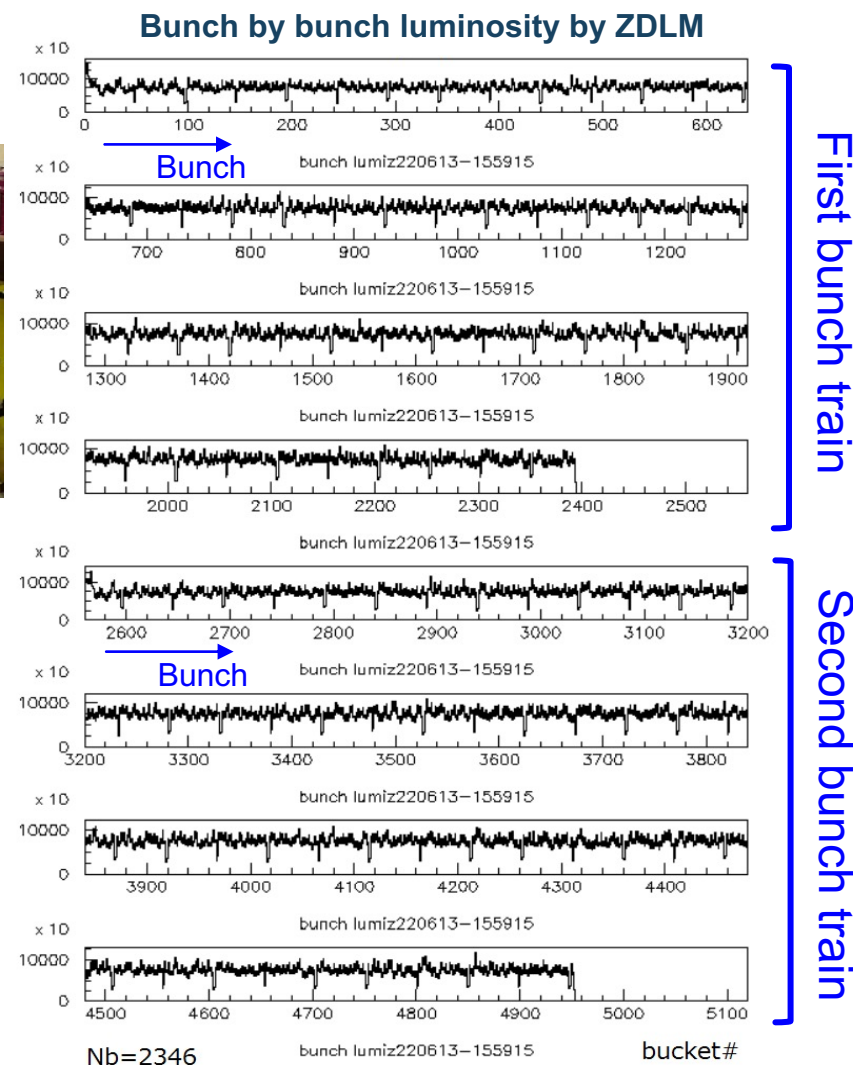 Bunch by bunch luminosity by ZDLM
x 10
10000
0
0 100 200 300 400 500 600
Bunch
bunch lumiz220613-155915
x 10
10000
0
700 800 900 1000 1100 1200
bunch lumiz220613-155915
x 10
10000
0
1300 1400 1500 1600 1700 1800 1900
bunch lumiz220613-155915
x 10
10000
0
2000 2100 2200 2300 2400 2500
bunch lumiz220613-155915
First bunch train
x 10
10000
0
2600 2700 2800 2900 3000 3100 3200
Bunch
bunch lumiz220613-155915
x 10
10000
0
3200 3300 3400 3500 3600 3700 3800
bunch lumiz220613-155915
x 10
10000
0
3900 4000 4100 4200 4300 4400
bunch lumiz220613-155915
x 10
10000
0
4500 4600 4700 4800 4900 5000 5100
Nb=2346 bunch lumiz220613-155915 bucket#
Second bunch train